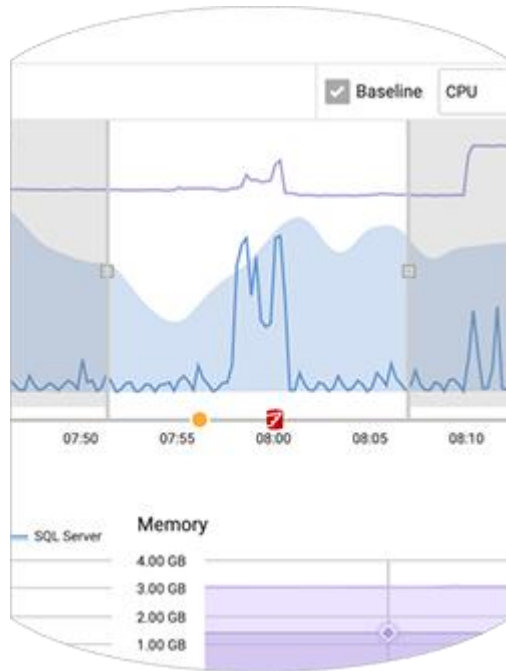 Baseline CPU
07:50 07:55 08:00 08:05 08:10
SQL Server
Memory
4.00 GB
3.00 GB
2.00 GB
1.00 GB